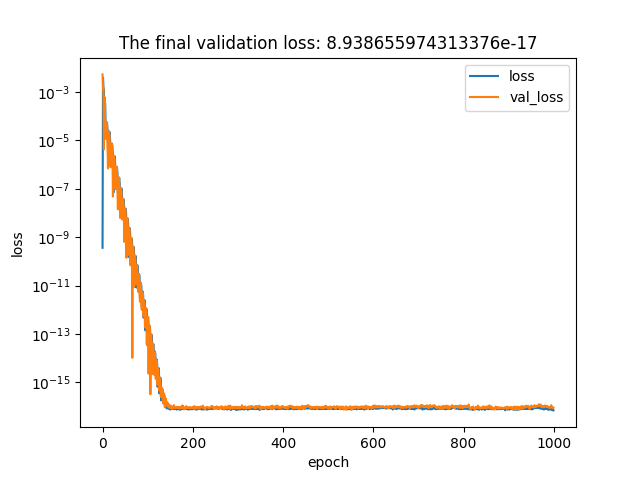 The final validation loss: 8.938655974313376e-17
loss
val_loss
10⁻³
10⁻⁵
10⁻⁷
10⁻⁹
10⁻¹¹
10⁻¹³
10⁻¹⁵
loss
0 200 400 600 800 1000
epoch